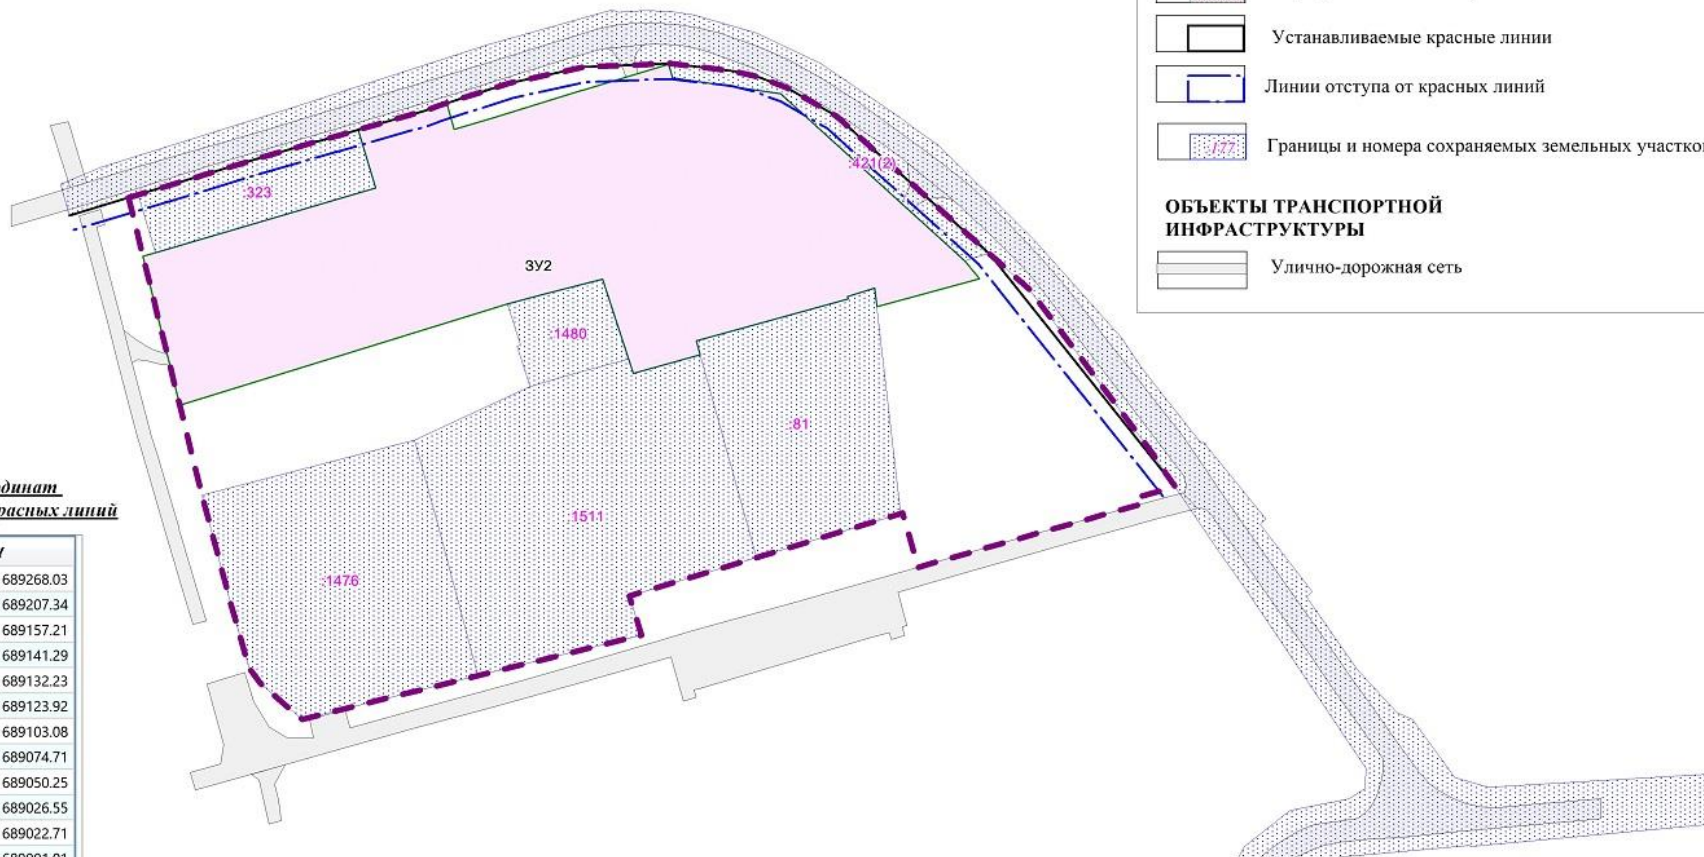 Устанавливаемые красные линии
Линии отступа от красных линий
:177
Границы и номера сохраняемых земельных участко
ОБЪЕКТЫ ТРАНСПОРТНОЙ
ИНФРАСТРУКТУРЫ
Улично-дорожная сеть
:421(2)
:323
ЗУ2
:1480
:81
:1511
:1476
динат
расных линий
Y
689268.03
689207.34
689157.21
689141.29
689132.23
689123.92
689103.08
689074.71
689050.25
689026.55
689022.71